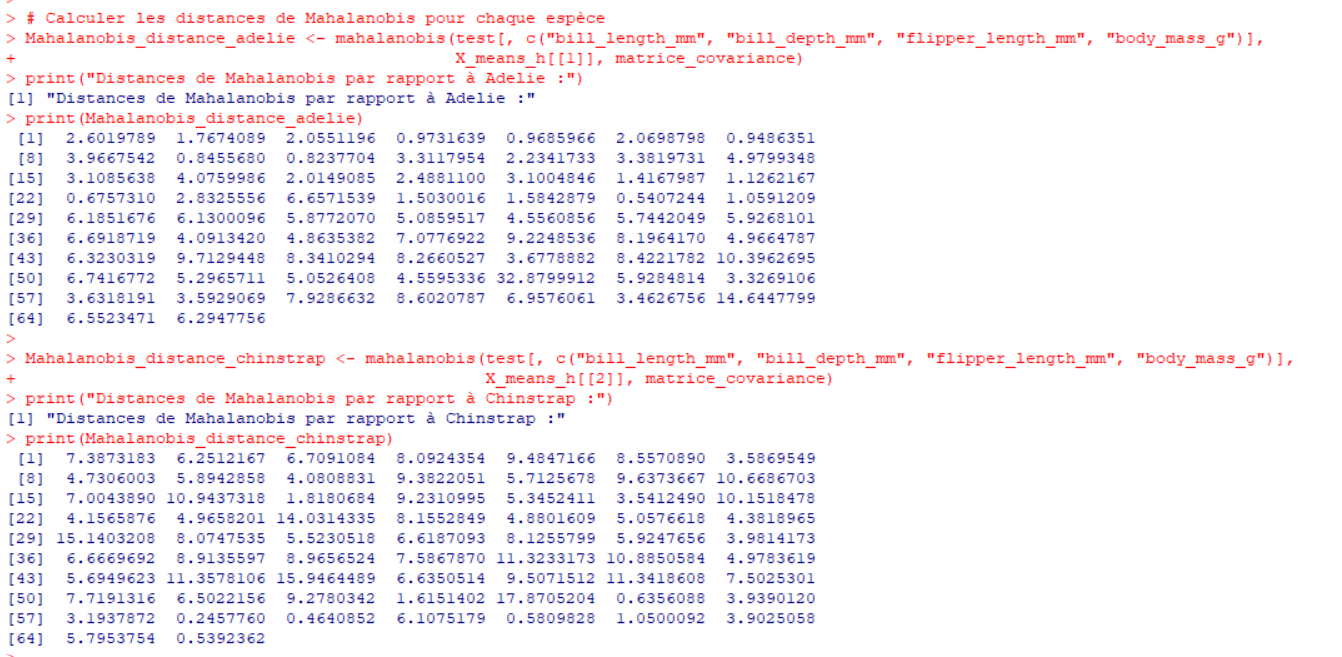 >
> # Calculer les distances de Mahalanobis pour chaque espèce
> Mahalanobis_distance_adelie <- mahalanobis(test[, c("bill_length_mm", "bill_depth_mm", "flipper_length_mm", "body_mass_g")],
+ X_means_h[[1]], matrice_covariance)
> print("Distances de Mahalanobis par rapport à Adelie :")
[1] "Distances de Mahalanobis par rapport à Adelie :"
> print(Mahalanobis_distance_adelie)
[1] 2.6019789 1.7674089 2.0551196 0.9731639 0.9685966 2.0698798 0.9486351
[8] 3.9667542 0.8455680 0.8237704 3.3117954 2.2341733 3.3819731 4.9799348
[15] 3.1085638 4.0759986 2.0149085 2.4881100 3.1004846 1.4167987 1.1262167
[22] 0.6757310 2.8325556 6.6571539 1.5030016 1.5842879 0.5407244 1.0591209
[29] 6.1851676 6.1300096 5.8772070 5.0859517 4.5560856 5.7442049 5.9268101
[36] 6.6918719 4.0913420 4.8635382 7.0776922 9.2248536 8.1964170 4.9664787
[43] 6.3230319 9.7129448 8.3410294 8.2660527 3.6778882 8.4221782 10.3962695
[50] 6.7416772 5.2965711 5.0526408 4.5595336 32.8799912 5.9284814 3.3269106
[57] 3.6318191 3.5929069 7.9286632 8.6020787 6.9576061 3.4626756 14.6447799
[64] 6.5523471 6.2947756
>
> Mahalanobis_distance_chinstrap <- mahalanobis(test[, c("bill_length_mm", "bill_depth_mm", "flipper_length_mm", "body_mass_g")],
+ X_means_h[[2]], matrice_covariance)
> print("Distances de Mahalanobis par rapport à Chinstrap :")
[1] "Distances de Mahalanobis par rapport à Chinstrap :"
> print(Mahalanobis_distance_chinstrap)
[1] 7.3873183 6.2512167 6.7091084 8.0924354 9.4847166 8.5570890 3.5869549
[8] 4.7306003 5.8942858 4.0808831 9.3822051 5.7125678 9.6373667 10.6686703
[15] 7.0043890 10.9437318 1.8180684 9.2310995 5.3452411 3.5412490 10.1518478
[22] 4.1565876 4.9658201 14.0314335 8.1552849 4.8801609 5.0576618 4.3818965
[29] 15.1403208 8.0747535 5.5230518 6.6187093 8.1255799 5.9247656 3.9814173
[36] 6.6669692 8.9135597 8.9656524 7.5867870 11.3233173 10.8850584 4.9783619
[43] 5.6949623 11.3578106 15.9464489 6.6350514 9.5071512 11.3418608 7.5025301
[50] 7.7191316 6.5022156 9.2780342 1.6151402 17.8705204 0.6356088 3.9390120
[57] 3.1937872 0.2457760 0.4640852 6.1075179 0.5809828 1.0500092 3.9025058
[64] 5.7953754 0.5392362